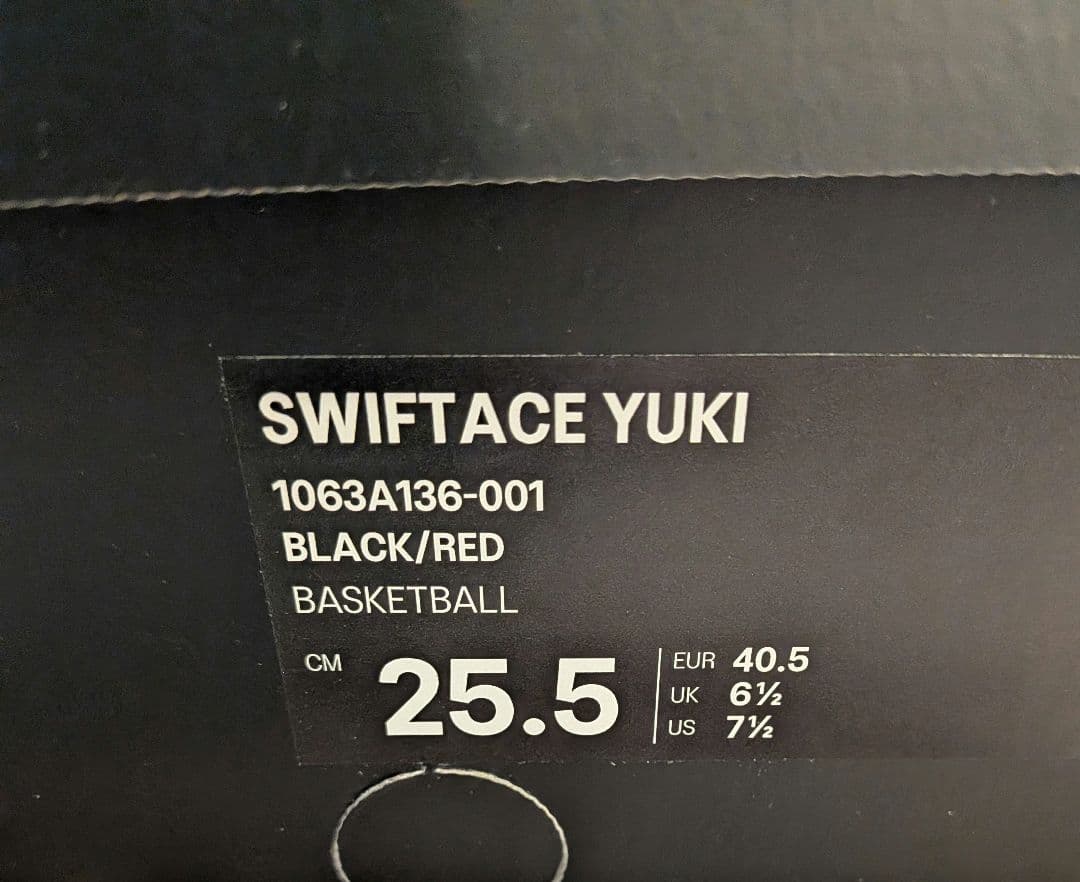 SWIFTACE YUKI
1063A136-001
BLACK/RED
BASKETBALL
CM 25.5
EUR 40.5
UK 6½
US 7½